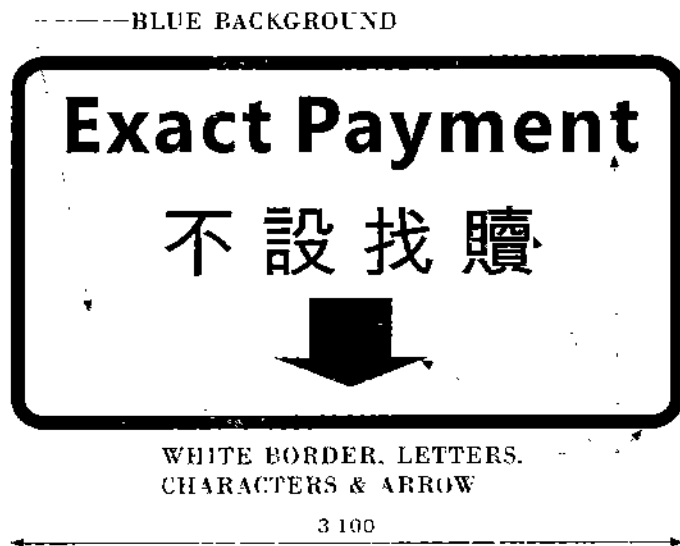 BLUE BACKGROUND
Exact Payment
不設找贖
WHITE BORDER, LETTERS.
CHARACTERS & ARROW
3 100